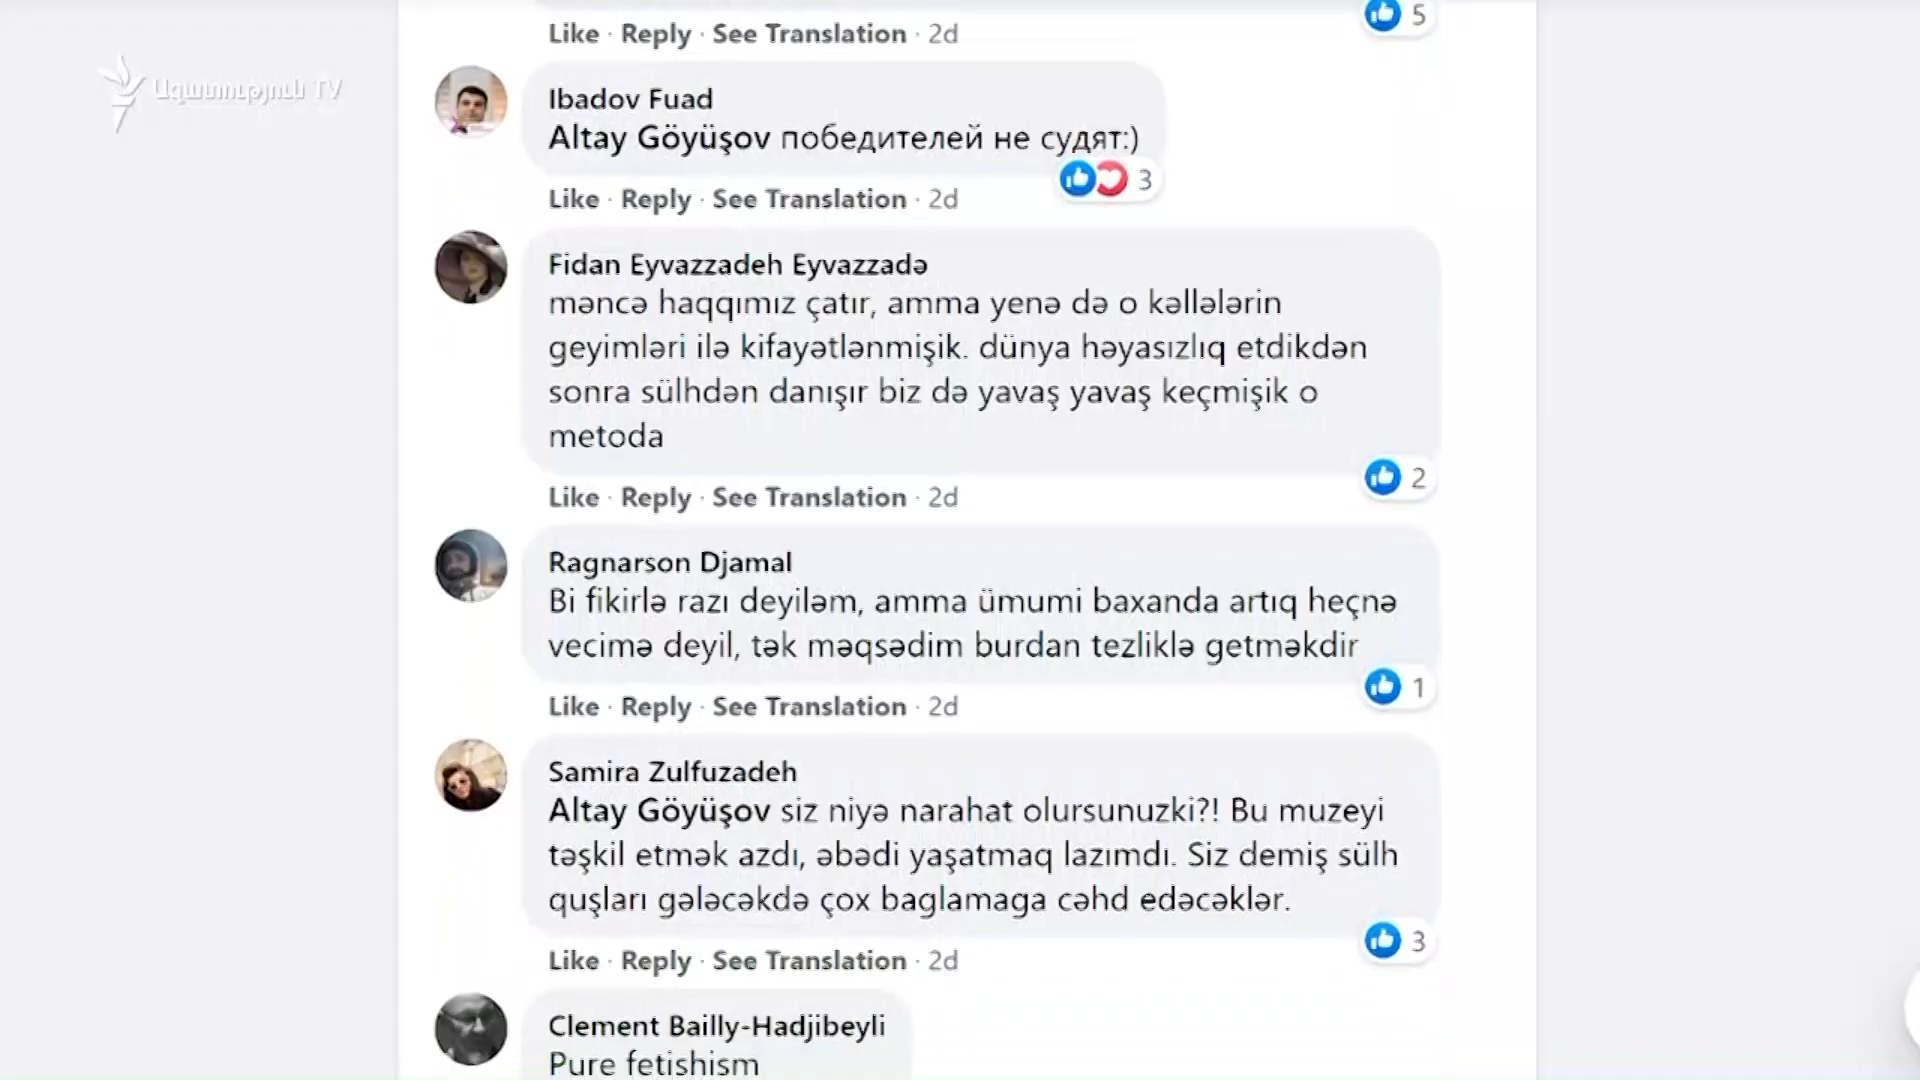 Like · Reply · See Translation · 2d
5
Ազատություն TV
Ibadov Fuad
Altay Göyüşov победителей не судят:)
3
Like · Reply · See Translation · 2d
Fidan Eyvazzadeh Eyvazzadə
məncə haqqımız çatır, amma yenə də o kəllələrin
geyimləri ilə kifayətlənmişik. dünya həyasızlıq etdikdən
sonra sülhdən danışır biz də yavaş yavaş keçmişik o
metoda
2
Like · Reply · See Translation · 2d
Ragnarson Djamal
Bi fikirlə razı deyiləm, amma ümumi baxanda artıq heçnə
vecimə deyil, tək məqsədim burdan tezliklə getməkdir
1
Like · Reply · See Translation · 2d
Samira Zulfuzadeh
Altay Göyüşov siz niyə narahat olursunuzki?! Bu muzeyi
təşkil etmək azdı, əbədi yaşatmaq lazımdı. Siz demiş sülh
quşları gələcəkdə çox baglamaga cəhd edəcəklər.
3
Like · Reply · See Translation · 2d
Clement Bailly-Hadjibeyli
Pure fetishism